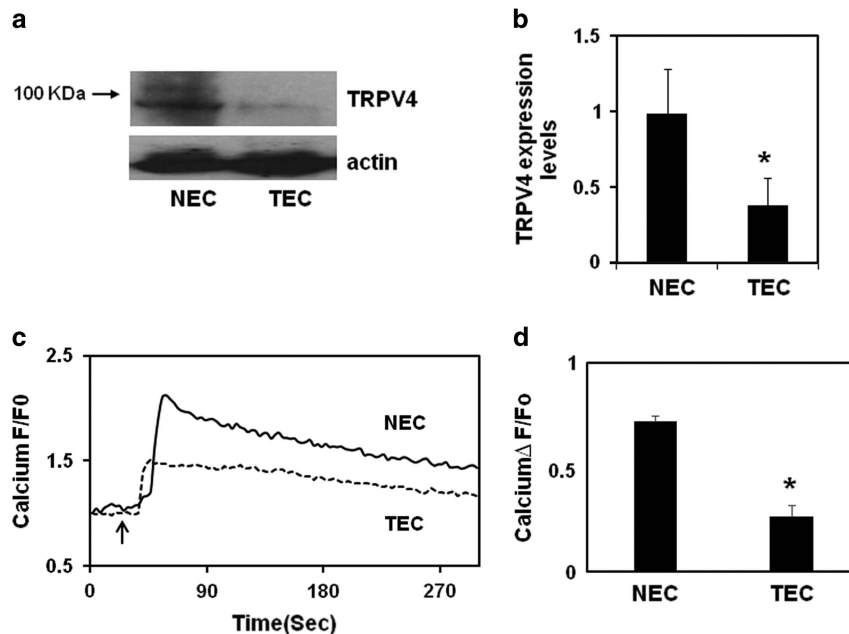 a
100 KDa
TRPV4
actin
NEC TEC
b
TRPV4 expression
levels
1.5
1
0.5
0
*
NEC TEC
c
Calcium F/F0
2.5
1.5
0.5
NEC
TEC
0 90 180 270
Time(Sec)
d
Calcium∆ F/Fo
1
0.5
0
*
NEC TEC